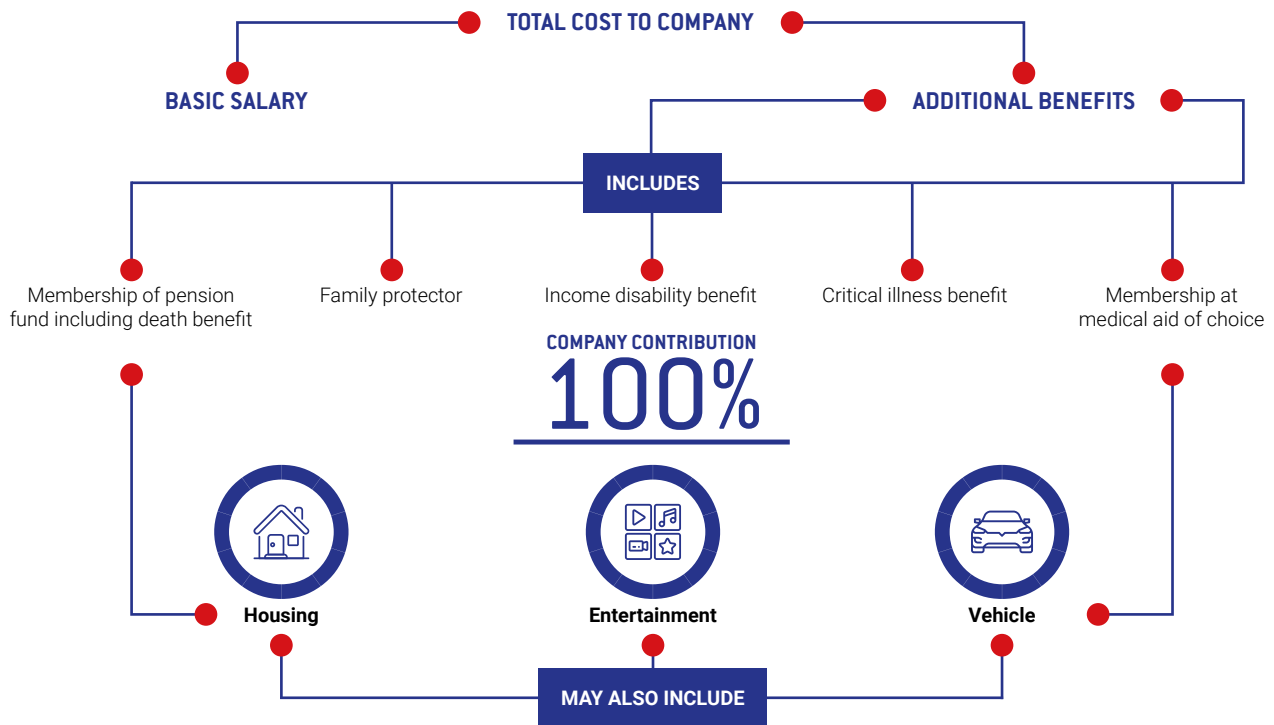 TOTAL COST TO COMPANY
BASIC SALARY
ADDITIONAL BENEFITS
INCLUDES
Membership of pension
fund including death benefit
Family protector
Income disability benefit
Critical illness benefit
Membership at
medical aid of choice
COMPANY CONTRIBUTION
100%
Housing
Entertainment
Vehicle
MAY ALSO INCLUDE